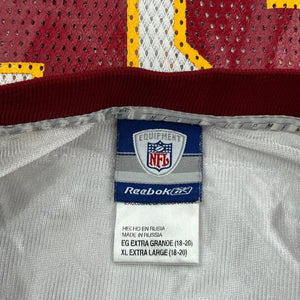 EQUIPMENT
NFL
Reebok
HECHO EN RUSIA
MADE IN RUSSIA
EG EXTRA GRANDE (18-20)
XL EXTRA LARGE (18-20)